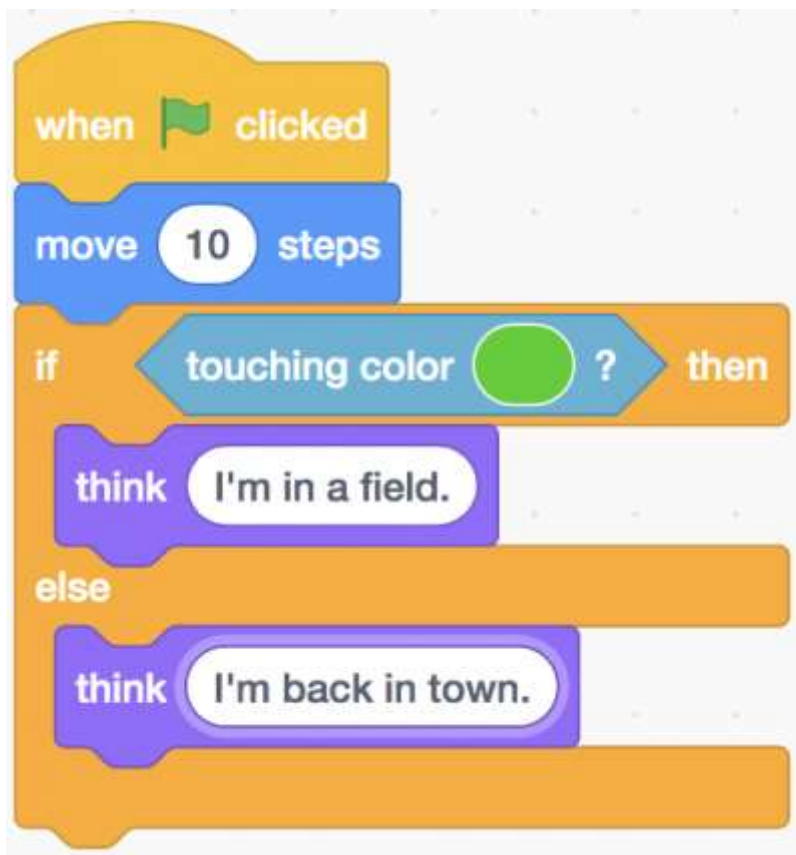 when clicked
move 10 steps
if touching color ? then
think I'm in a field.
else
think I'm back in town.